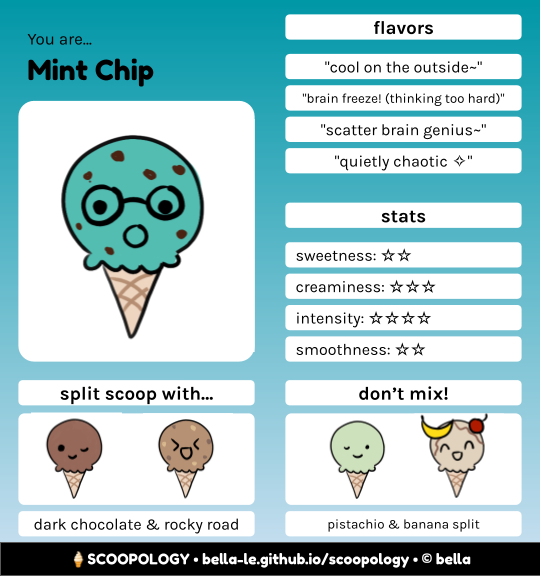 You are...
Mint Chip
flavors
"cool on the outside~"
"brain freeze! (thinking too hard)"
"scatter brain genius~"
"quietly chaotic ✧"
stats
sweetness: ☆☆
creaminess: ☆☆☆
intensity: ☆☆☆☆
smoothness: ☆☆
split scoop with...
dark chocolate & rocky road
don't mix!
pistachio & banana split
🍦SCOOPOLOGY • bella-le.github.io/scoopology • © bella